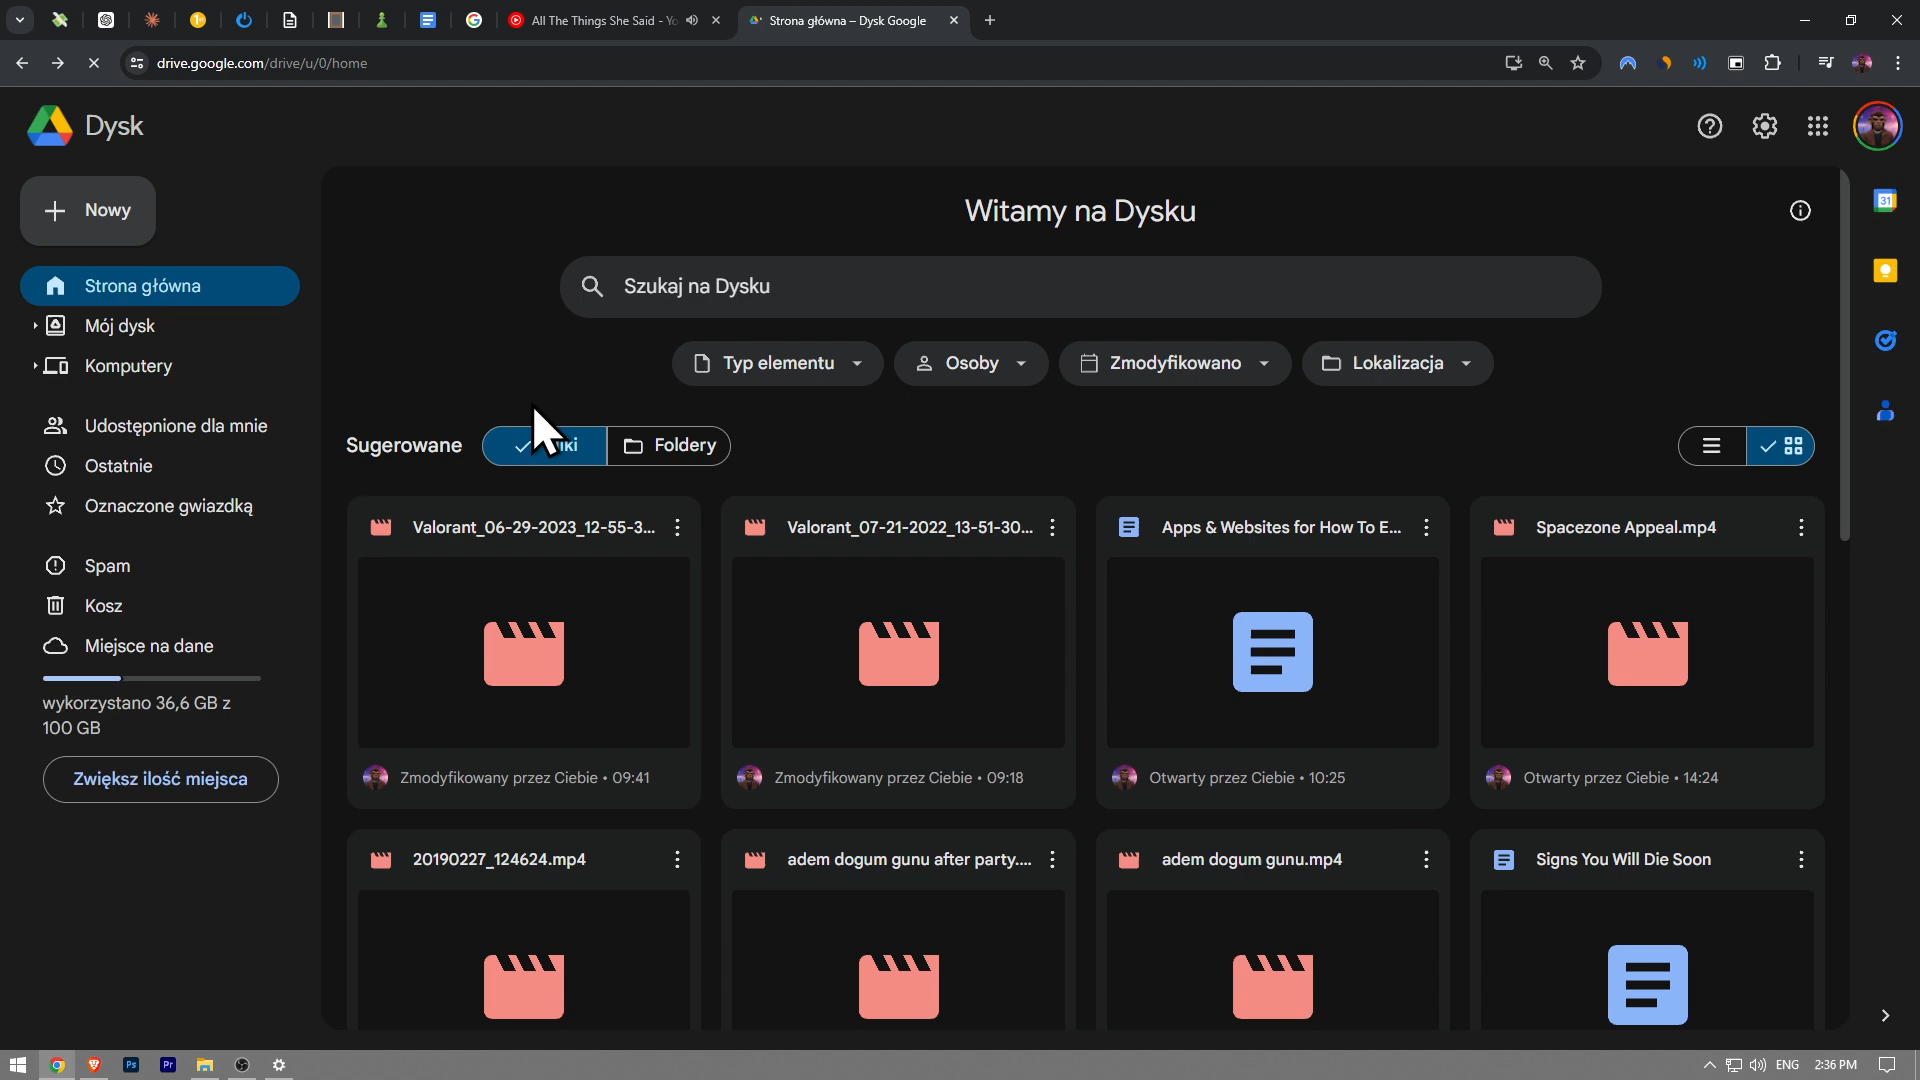 All The Things She Said - Yo
Strona główna – Dysk Google
drive.google.com/drive/u/0/home
Dysk
Nowy
Strona główna
Mój dysk
Komputery
Udostępnione dla mnie
Ostatnie
Oznaczone gwiazdką
Spam
Kosz
Miejsce na dane
wykorzystano 36,6 GB z
100 GB
Zwiększ ilość miejsca
Witamy na Dysku
Szukaj na Dysku
Typ elementu
Osoby
Zmodyfikowano
Lokalizacja
Sugerowane
Foldery
Valorant_06-29-2023_12-55-3...
Valorant_07-21-2022_13-51-30...
Apps & Websites for How To E...
Spacezone Appeal.mp4
Zmodyfikowany przez Ciebie • 09:41
Zmodyfikowany przez Ciebie • 09:18
Otwarty przez Ciebie • 10:25
Otwarty przez Ciebie • 14:24
20190227_124624.mp4
adem dogum gunu after party....
adem dogum gunu.mp4
Signs You Will Die Soon
31
Ps
Pr
ENG
2:36 PM